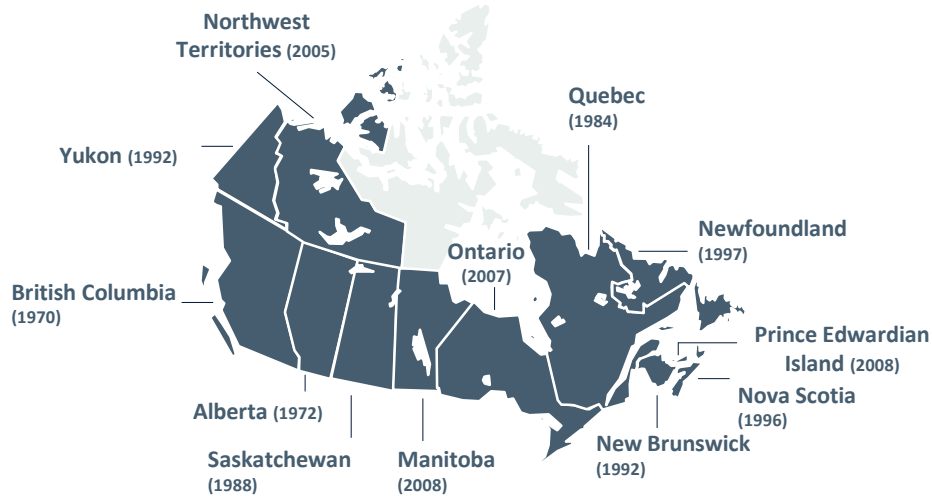 Northwest
Territories (2005)
Quebec
(1984)
Yukon (1992)
Newfoundland
(1997)
Ontario
(2007)
British Columbia
(1970)
Prince Edwardian
Island (2008)
Nova Scotia
(1996)
Alberta (1972)
New Brunswick
(1992)
Saskatchewan
(1988)
Manitoba
(2008)